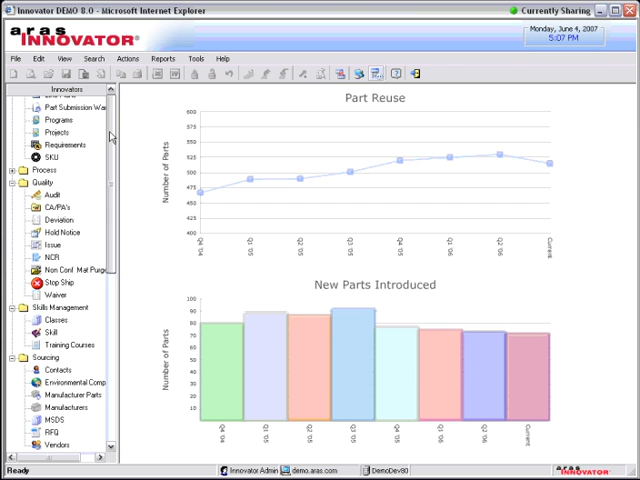 Innovator DEMO 8.0 - Microsoft Internet Explorer
Currently Sharing
aras
INNOVATOR®
Monday, June 4, 2007
5:07 PM
File Edit View Search Actions Reports Tools Help
Innovators
Part Submission War
Programs
Projects
Requirements
SKU
Process
Quality
Audit
CA/PA's
Deviation
Hold Notice
Issue
NCR
Non Conf Mat Purge
Stop Ship
Waiver
Skills Management
Classes
Skill
Training Courses
Sourcing
Contacts
Environmental Comp
Manufacturer Parts
Manufacturers
MSDS
RFQ
Vendors
Part Reuse
Number of Parts
600
575
550
525
500
475
450
425
400
Q4 '04
Q1 '05
Q2 '05
Q3 '05
Q4 '05
Q1 '06
Q2 '06
Current
New Parts Introduced
Number of Parts
100
90
80
70
60
50
40
30
20
10
Q4 '04
Q1 '05
Q2 '05
Q3 '05
Q4 '05
Q1 '06
Q2 '06
Current
Ready
Innovator Admin
demo.aras.com
DemoDev80
aras
INNOVATOR